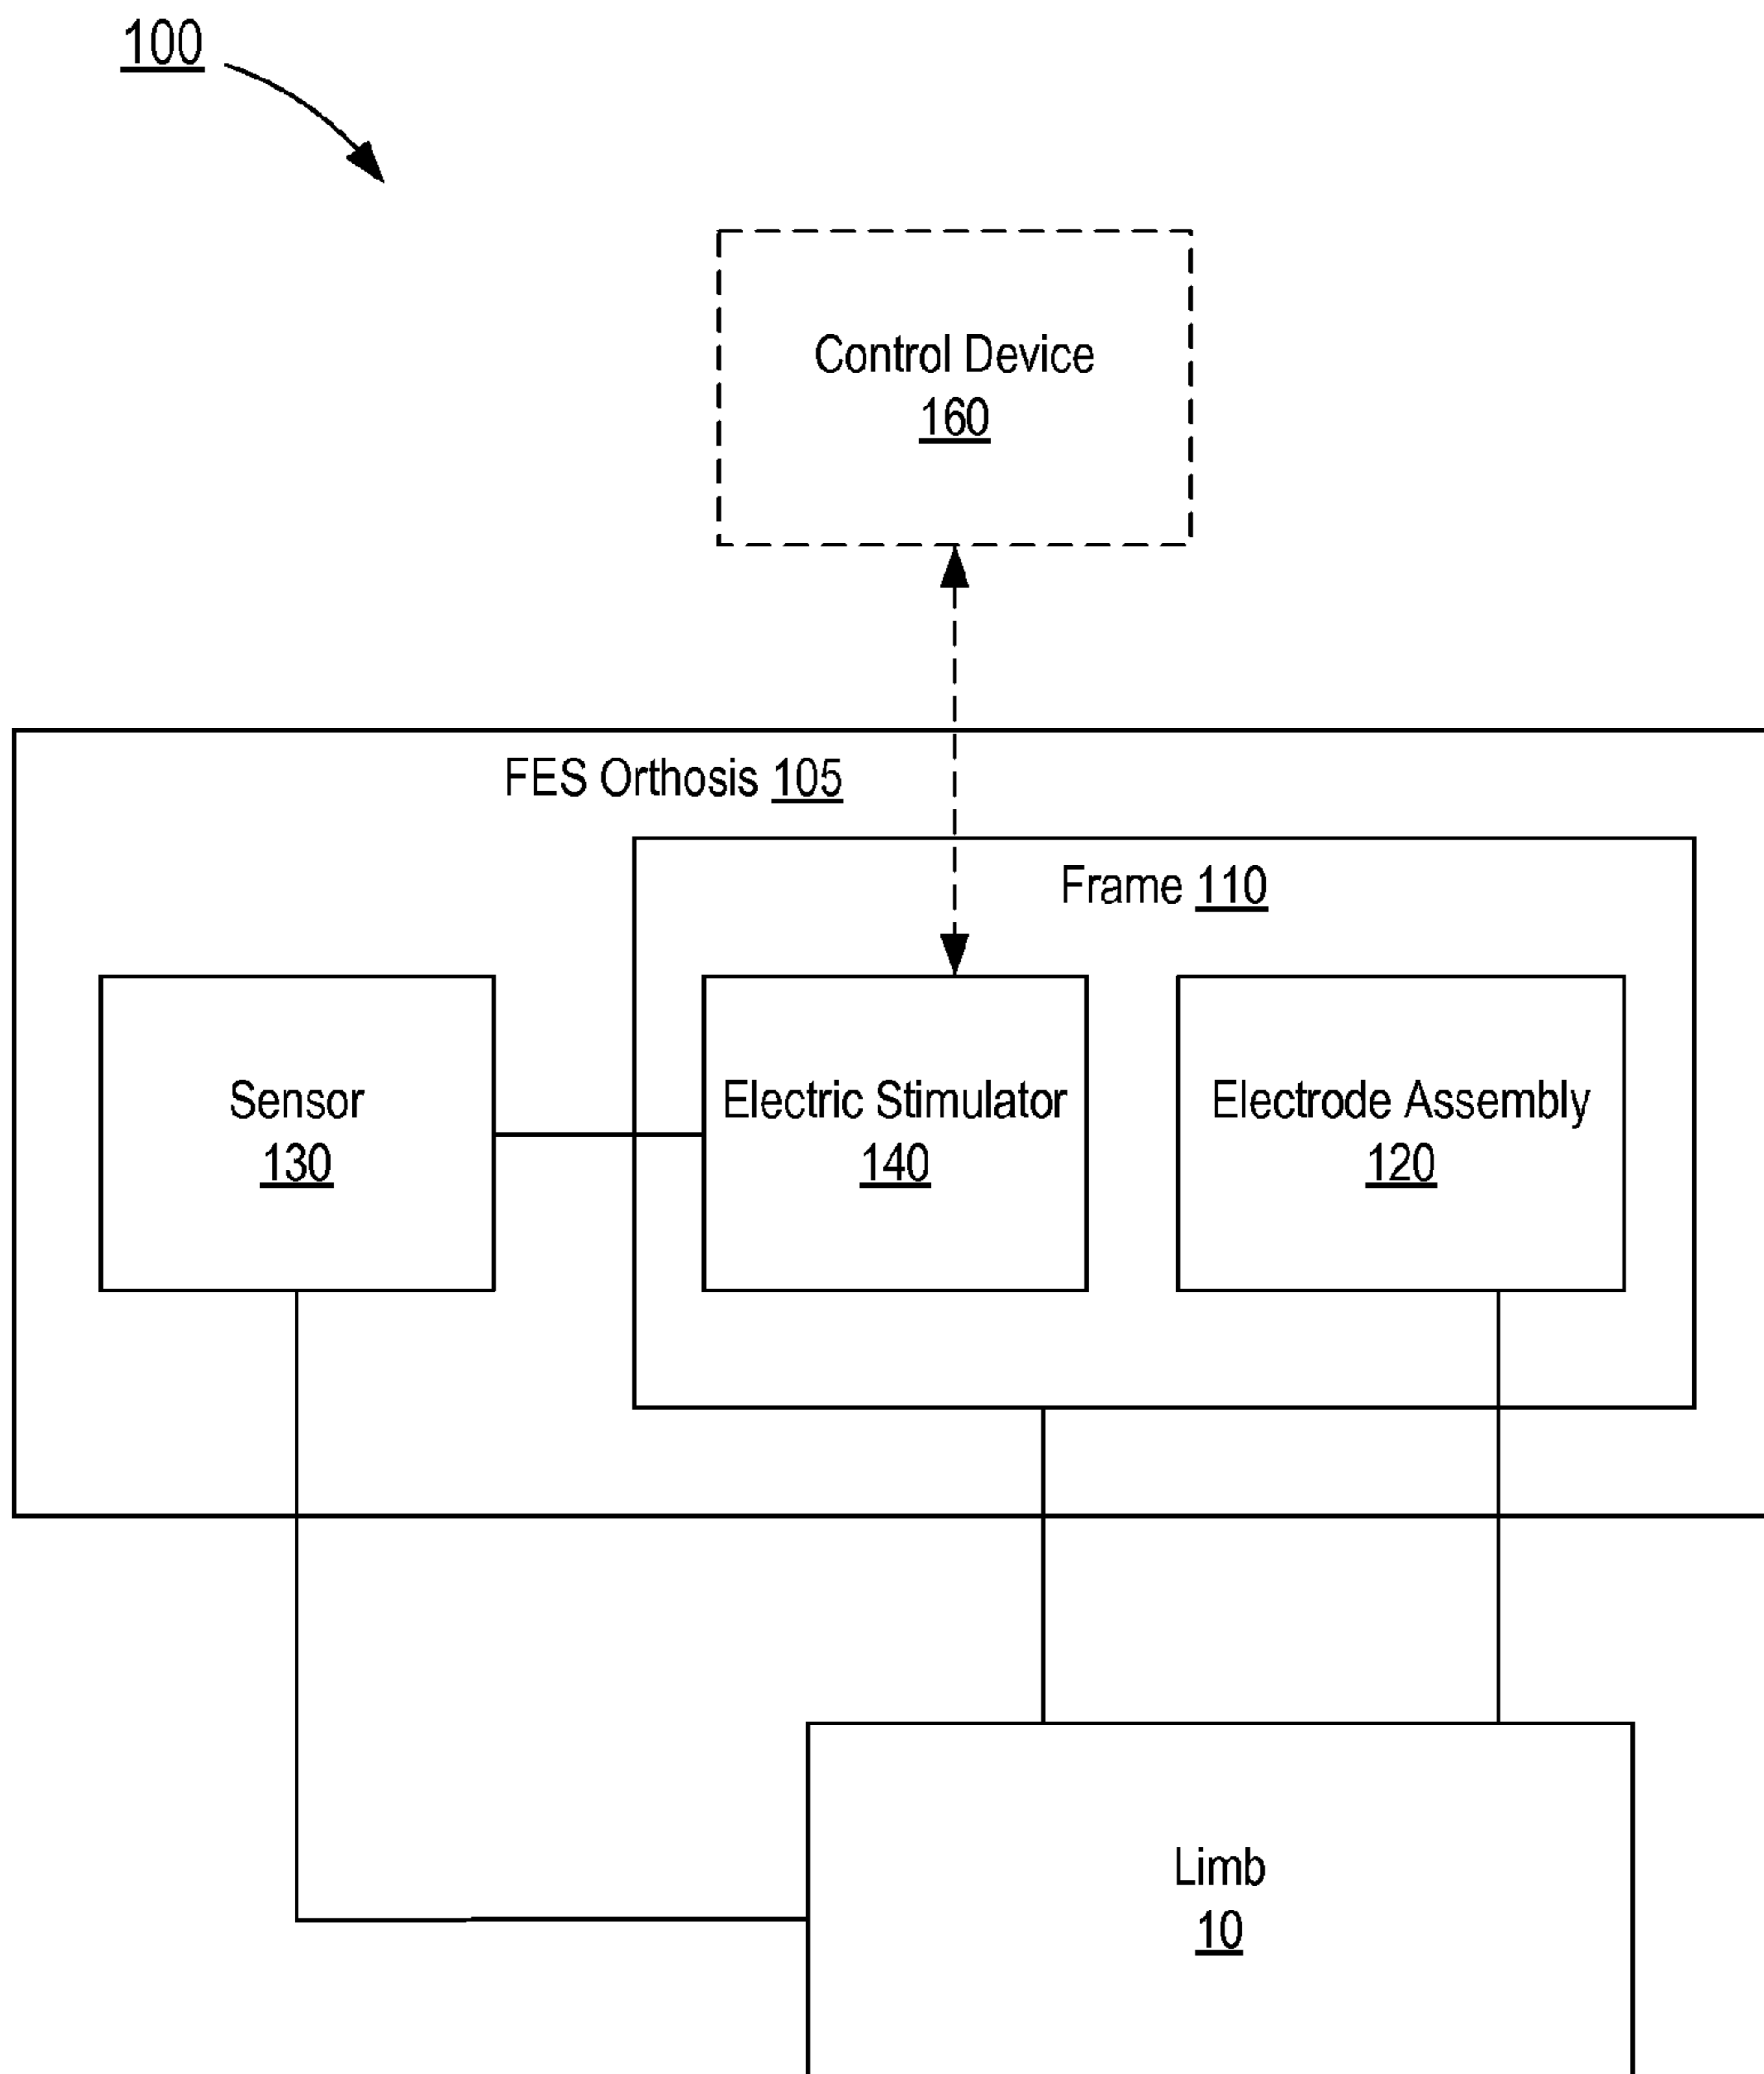 100
Control Device
160
FES Orthosis 105
Frame 110
Sensor
130
Electric Stimulator
140
Electrode Assembly
120
Limb
10